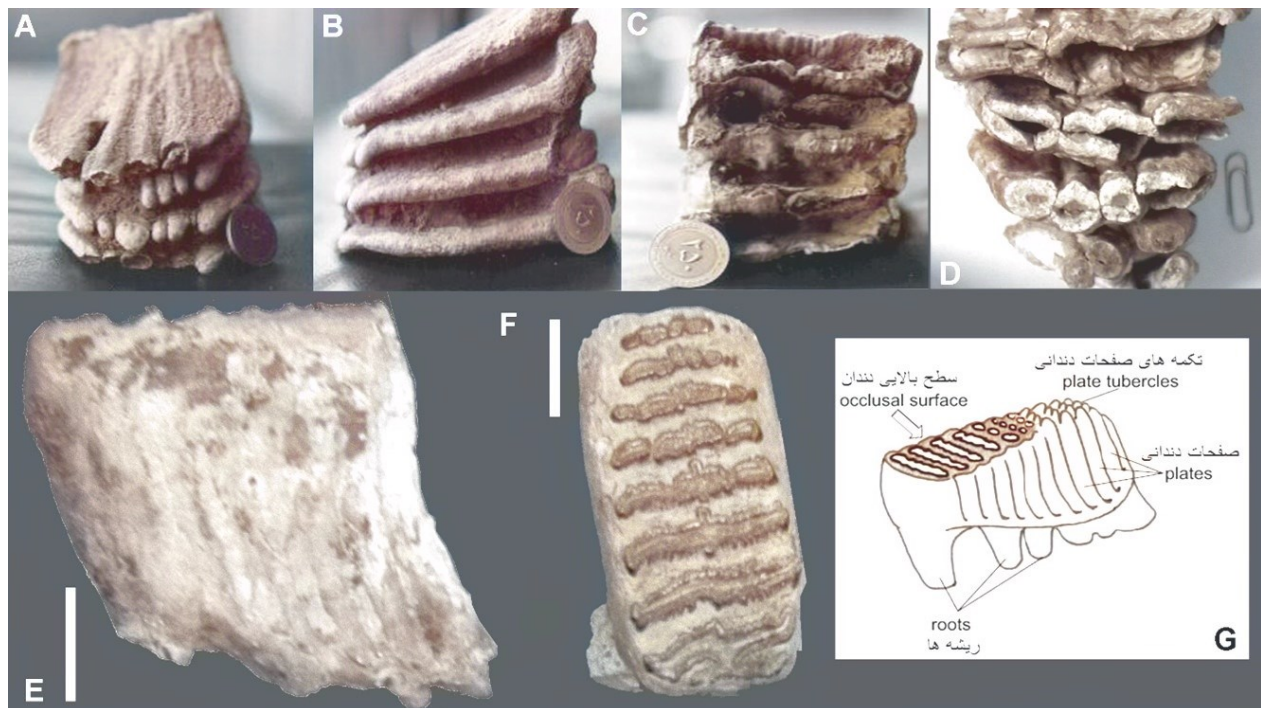 A
B
C
D
E
F
سطح بالایی دندان
occlusal surface
تکمه های صفحات دندانی
plate tubercles
صفحات دندانی
plates
roots
ریشه ها
G